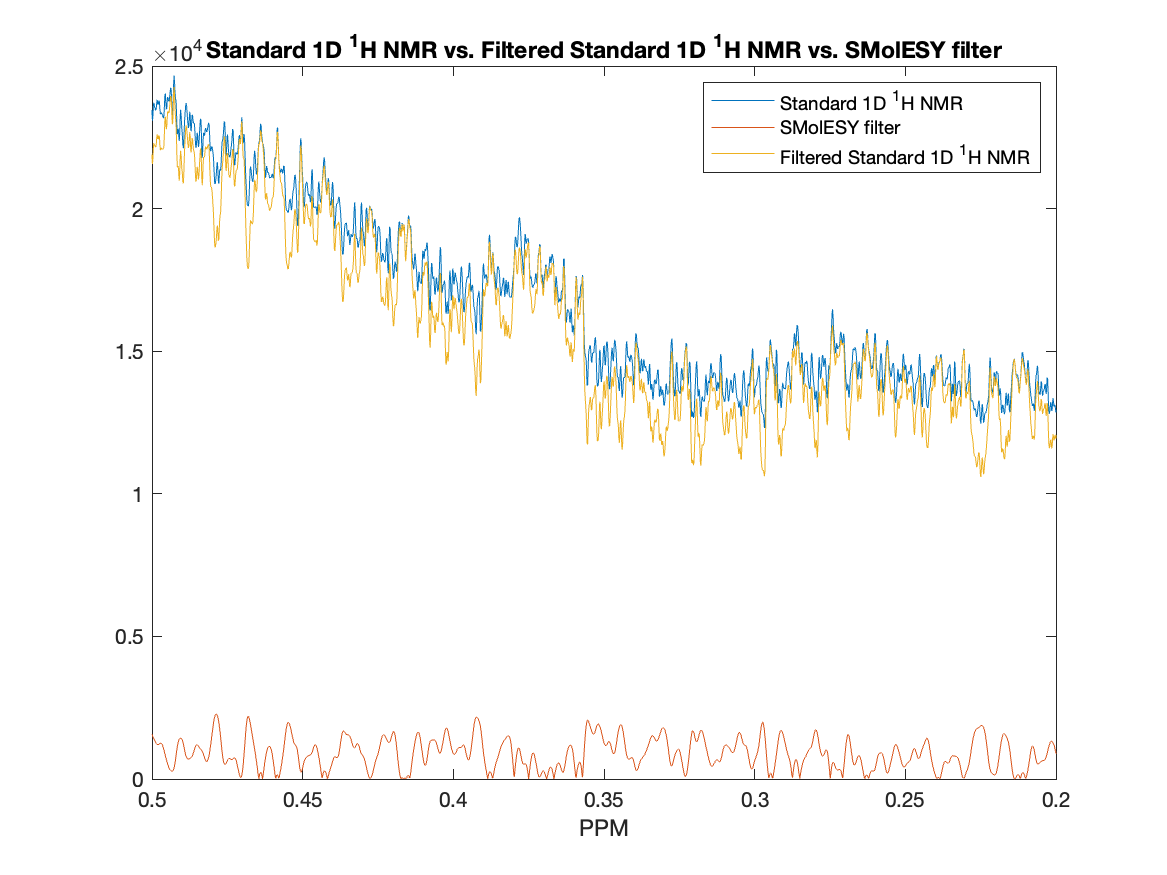 ×10⁴
Standard 1D ¹H NMR vs. Filtered Standard 1D ¹H NMR vs. SMolESY filter
2.5
Standard 1D ¹H NMR
SMolESY filter
Filtered Standard 1D ¹H NMR
2
1.5
1
0.5
0
0.5 0.45 0.4 0.35 0.3 0.25 0.2
PPM